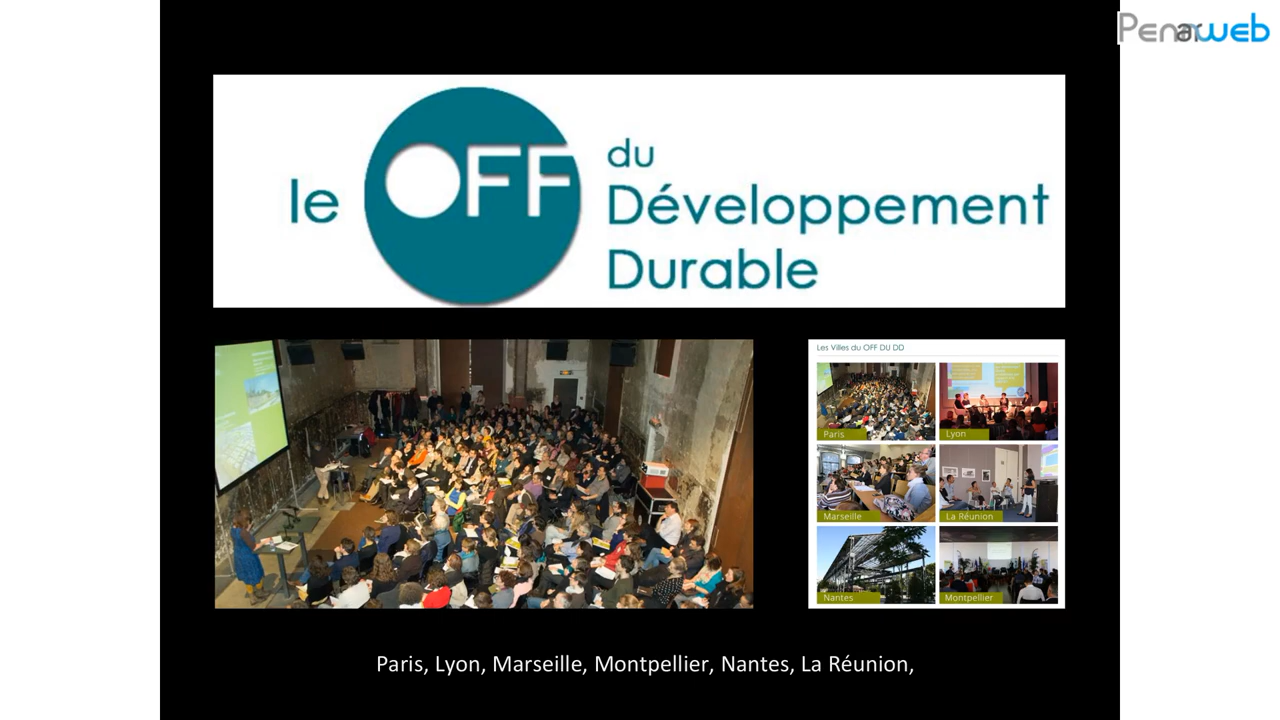 Penarweb
le OFF du
Développement
Durable
Les Villes du OFF DU DD
Paris
Lyon
Marseille
La Réunion
Nantes
Montpellier
Paris, Lyon, Marseille, Montpellier, Nantes, La Réunion,